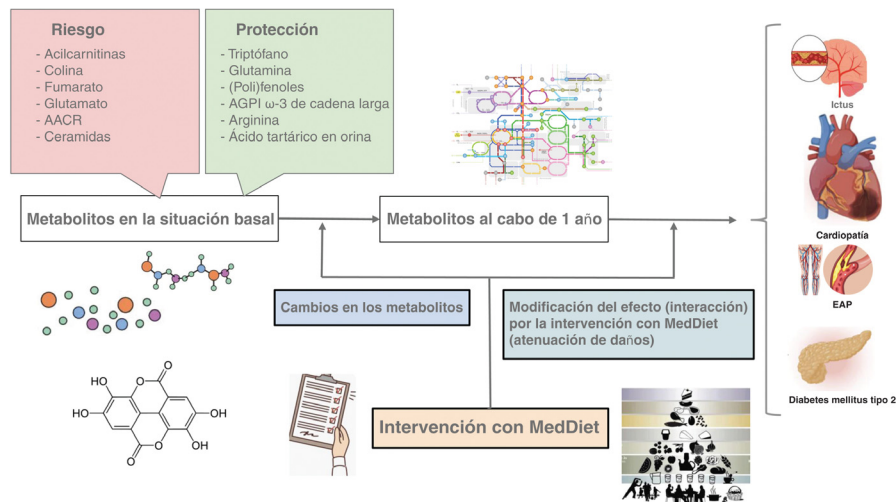 Riesgo
- Acilcarnitinas
- Colina
- Fumarato
- Glutamato
- AACR
- Ceramidas
Protección
- Triptófano
- Glutamina
- (Poli)fenoles
- AGPI ω-3 de cadena larga
- Arginina
- Ácido tartárico en orina
Metabolitos en la situación basal
Metabolitos al cabo de 1 año
Cambios en los metabolitos
Modificación del efecto (interacción)
por la intervención con MedDiet
(atenuación de daños)
Intervención con MedDiet
Ictus
Cardiopatía
EAP
Diabetes mellitus tipo 2
HO
HO
O
O
O
O
OH
OH